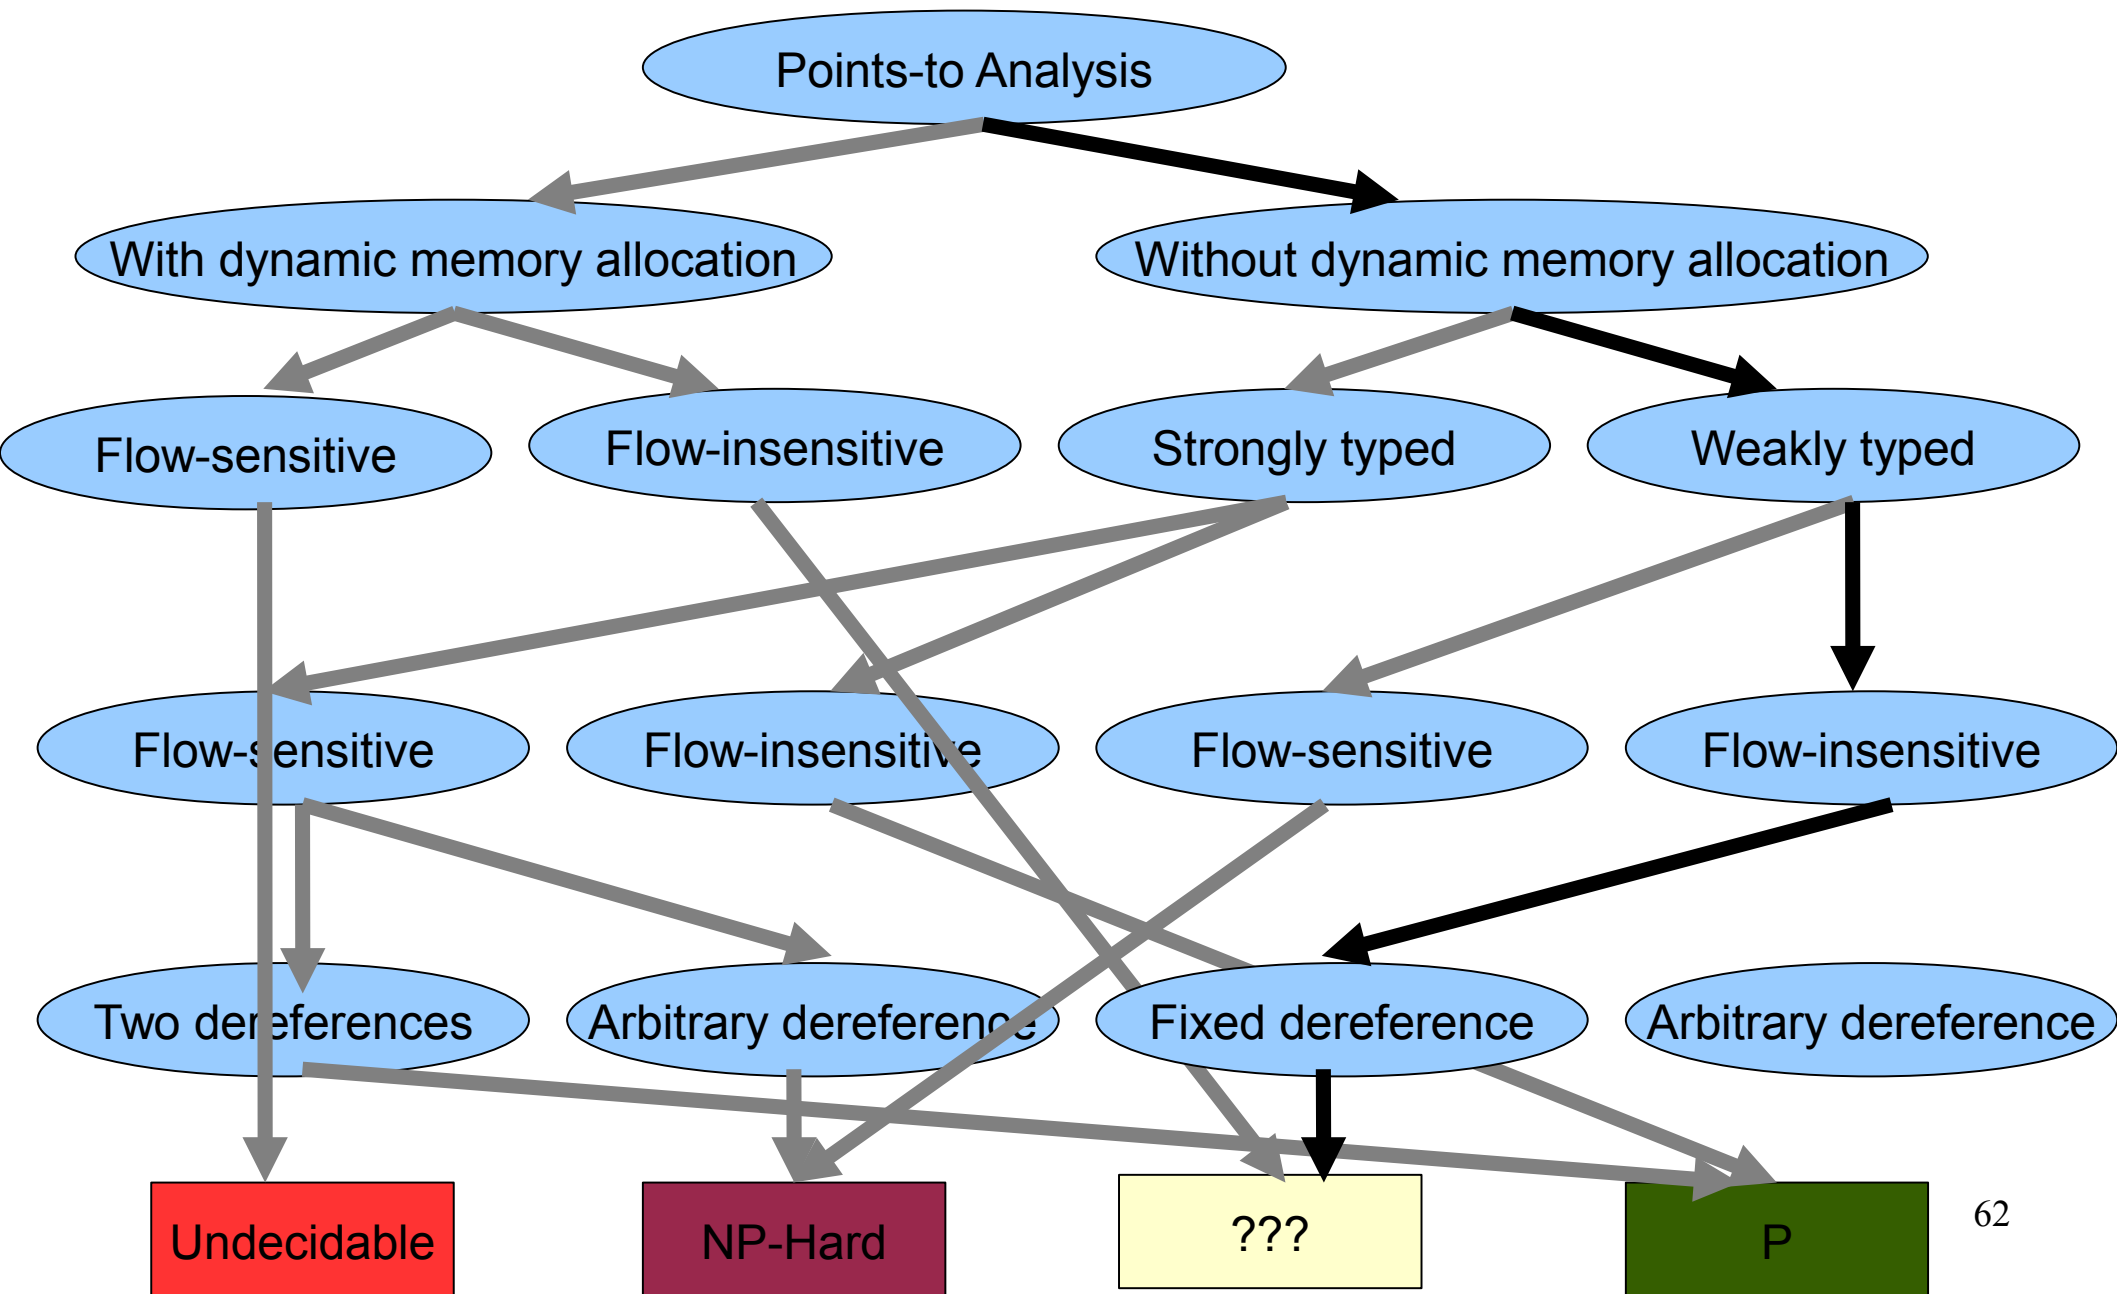 Points-to Analysis
With dynamic memory allocation
Without dynamic memory allocation
Flow-sensitive
Flow-insensitive
Strongly typed
Weakly typed
Flow-sensitive
Flow-insensitive
Flow-sensitive
Flow-insensitive
Two dereferences
Arbitrary dereference
Fixed dereference
Arbitrary dereference
Undecidable
NP-Hard
???
P
62